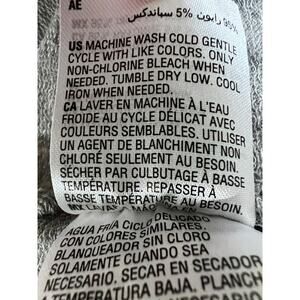 AE
95% رايون 5% سباندكس
US MACHINE WASH COLD GENTLE
CYCLE WITH LIKE COLORS. ONLY
NON-CHLORINE BLEACH WHEN
NEEDED. TUMBLE DRY LOW. COOL
IRON WHEN NEEDED.
CA LAVER EN MACHINE À L'EAU
FROIDE AU CYCLE DÉLICAT AVEC
COULEURS SEMBLABLES. UTILISER
UN AGENT DE BLANCHIMENT NON
CHLORÉ SEULEMENT AU BESOIN.
SÉCHER PAR CULBUTAGE À BASSE
TEMPÉRATURE. REPASSER À
BASSE TEMPÉRATURE AU BESOIN.
MX LAVAR
AGUA FRÍA CICLO DELICADO
CON COLORES SIMILARES.
BLANQUEADOR SIN CLORO
SOLAMENTE CUANDO SEA
NECESARIO. SECAR EN SECADOR
A TEMPERATURA BAJA. PLANCH